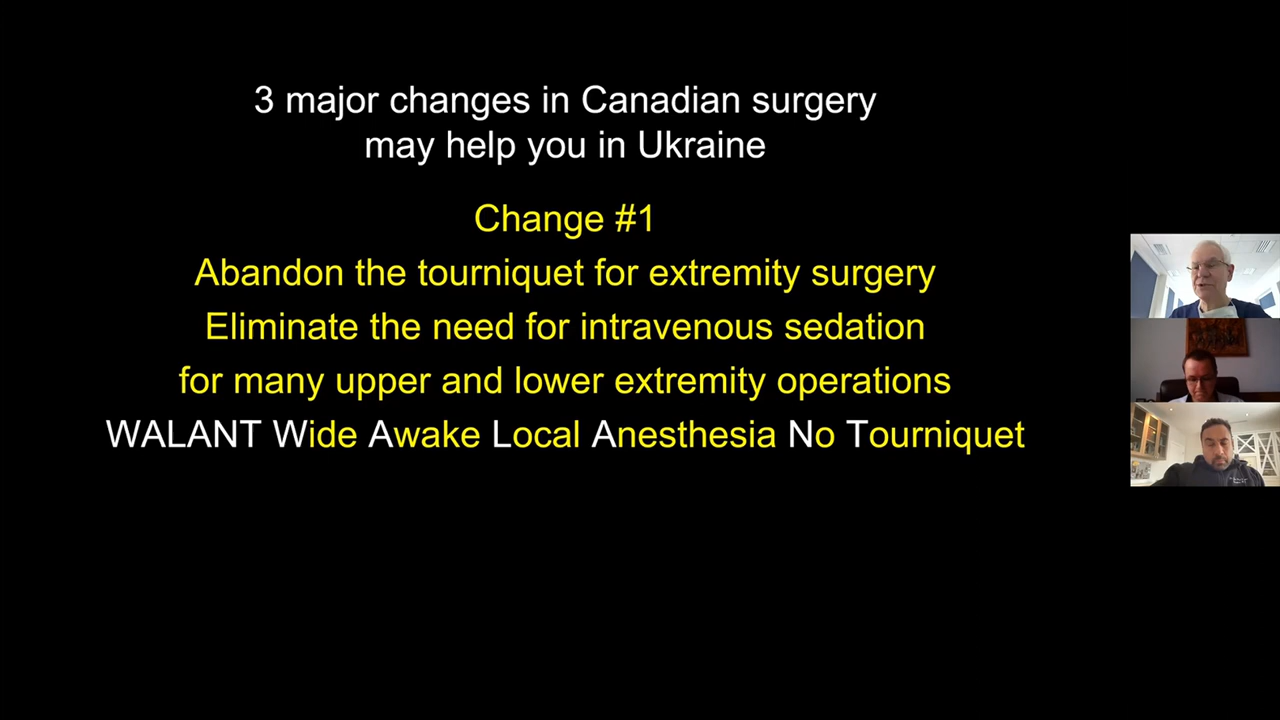 3 major changes in Canadian surgery
may help you in Ukraine
Change #1
Abandon the tourniquet for extremity surgery
Eliminate the need for intravenous sedation
for many upper and lower extremity operations
WALANT Wide Awake Local Anesthesia No Tourniquet